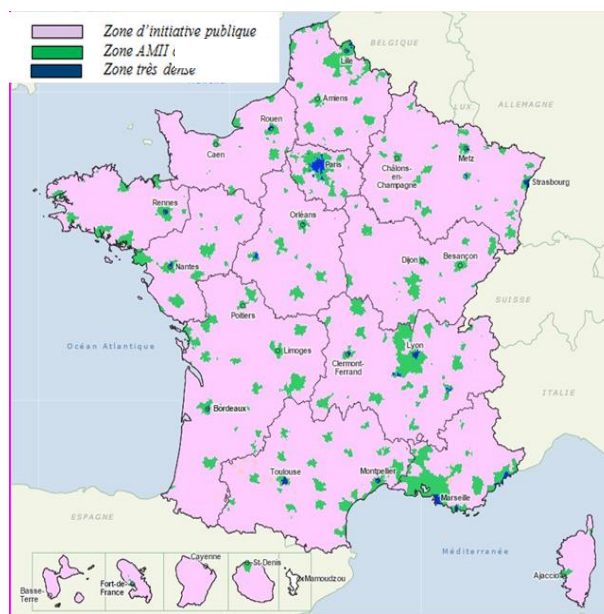 Zone d'initiative publique
Zone AMII
Zone très dense
BELGIQUE
Lille
LUX.
ALLEMAGNE
Amiens
Rouen
Caen
Paris
Châlons-
en-
Champagne
Metz
Strasbourg
Rennes
Orléans
Nantes
Dijon
Besançon
SUISSE
Poitiers
Océan Atlantique
Limoges
Clermont-
Ferrand
Lyon
ITALIE
Bordeaux
Toulouse
Montpellier
Marseille
ESPAGNE
Méditerranée
Ajaccio
Basse-
Terre
Fort-de-
France
Cayenne
St-Denis
Mamoudzou